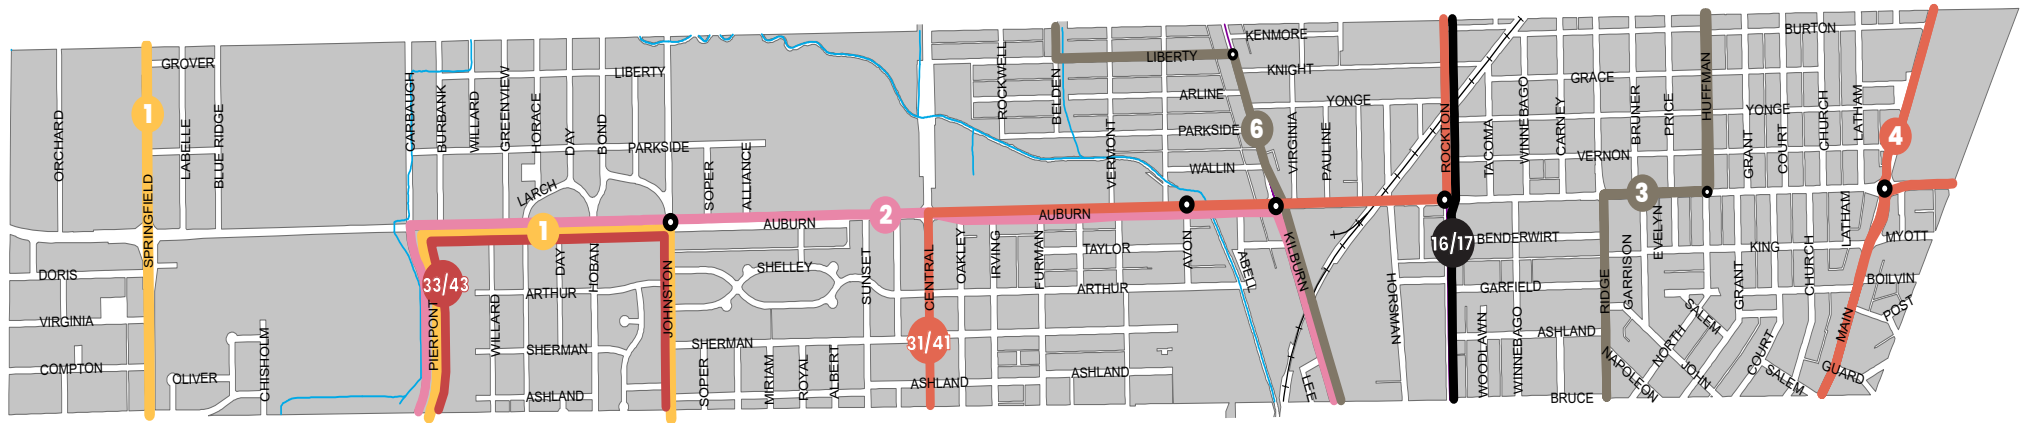 GROVER
ORCHARD
1
SPRINGFIELD
LABELLE
BLUE RIDGE
DORIS
VIRGINIA
COMPTON
OLIVER
CHISHOLM
CARBAUGH
BURBANK
WILLARD
GREENVIEW
HORACE
DAY
BOND
LIBERTY
PARKSIDE
LARCH
SOPER
ALLIANCE
1
AUBURN
2
33/43
PIERPONT
WILLARD
DAY
HOBAN
ARTHUR
SHERMAN
ASHLAND
JOHNSTON
SHELLEY
SHERMAN
SOPER
MIRIAM
ROYAL
ALBERT
SUNSET
CENTRAL
31/41
ASHLAND
OAKLEY
IRVING
FURMAN
AUBURN
TAYLOR
ARTHUR
ASHLAND
AVON
ABELL
KILBURN
LEE
ROCKWELL
BELDEN
VERMONT
LIBERTY
ARLINE
PARKSIDE
WALLIN
6
KENMORE
KNIGHT
YONGE
VIRGINIA
PAULINE
HORSMAN
ROCKTON
16/17
TACOMA
WINNEBAGO
CARNEY
GRACE
BRUNER
PRICE
VERNON
HUFFMAN
3
BENDERWIRT
GARFIELD
WOODLAWN
WINNEBAGO
ASHLAND
BRUCE
RIDGE
GARRISON
EVELYN
NAPOLEON
NORTH
JOHN
SALEM
GRANT
COURT
SALEM
KING
CHURCH
BURTON
YONGE
GRANT
COURT
CHURCH
LATHAM
4
LATHAM
MYOTT
BOILVIN
POST
MAIN
GUARD